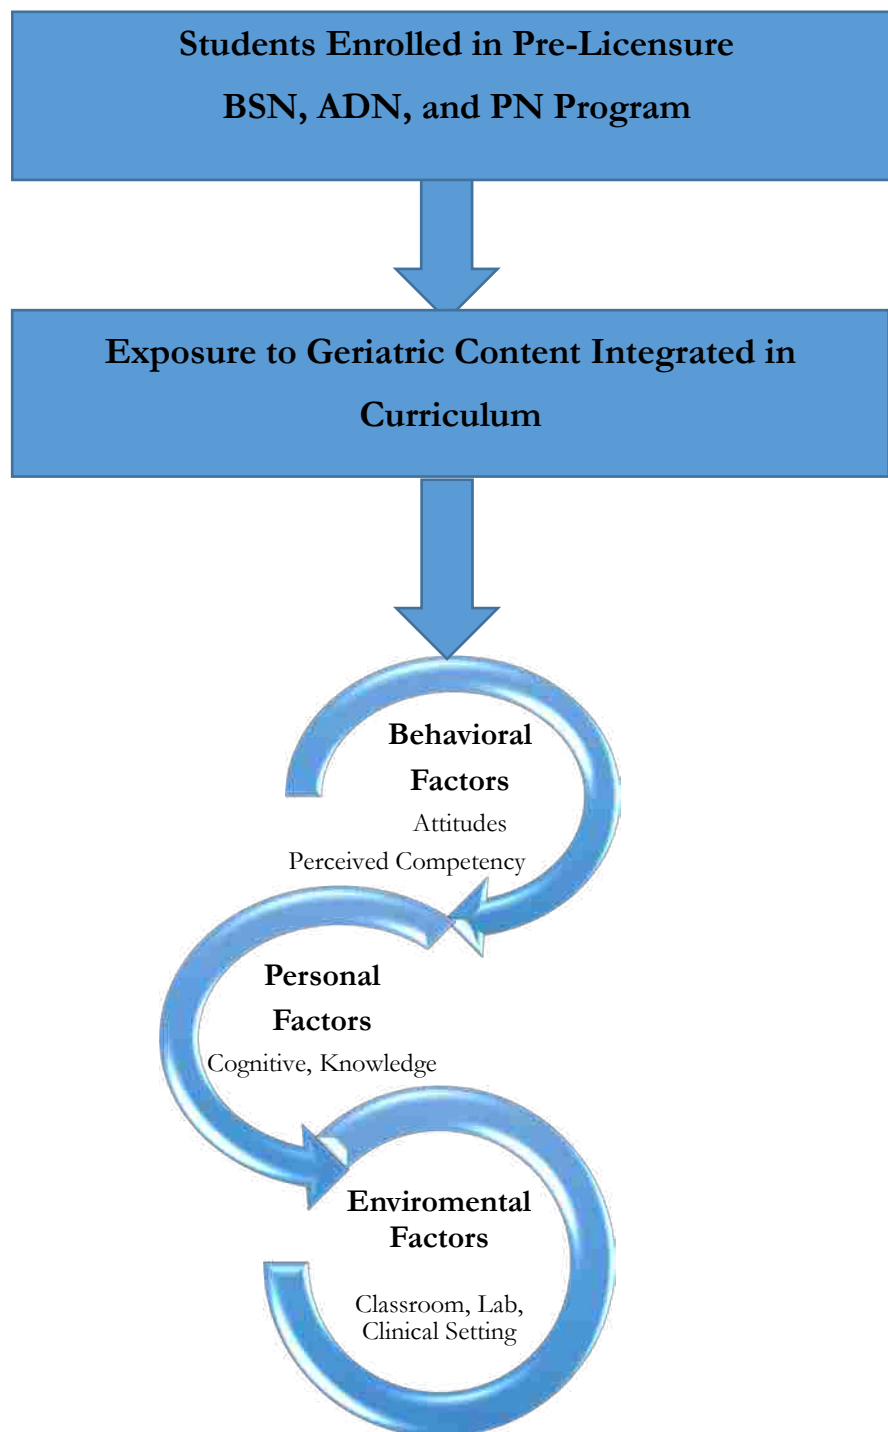 Students Enrolled in Pre-Licensure
BSN, ADN, and PN Program
Exposure to Geriatric Content Integrated in
Curriculum
Behavioral
Factors
Attitudes
Perceived Competency
Personal
Factors
Cognitive, Knowledge
Enviromental
Factors
Classroom, Lab,
Clinical Setting